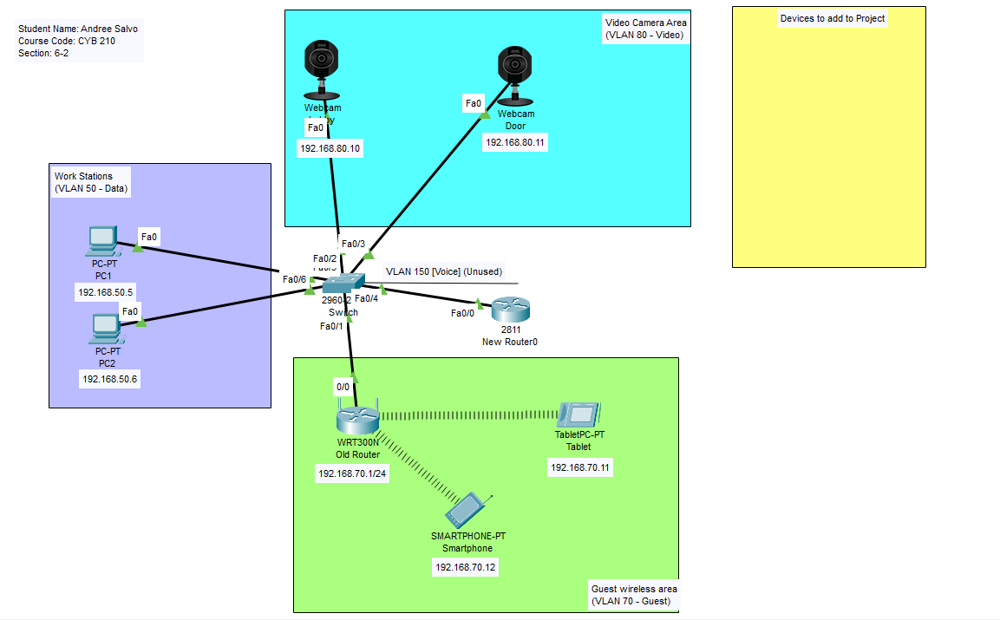 Student Name: Andree Salvo
Course Code: CYB 210
Section: 6-2
Devices to add to Project
Video Camera Area
(VLAN 80 - Video)
Webcam
Fa0
192.168.80.10
Fa0
Webcam
Door
192.168.80.11
Work Stations
(VLAN 50 - Data)
Fa0
PC-PT
PC1
192.168.50.5
Fa0
PC-PT
PC2
192.168.50.6
Fa0/3
Fa0/2
Fa0/6
VLAN 150 [Voice] (Unused)
Switch
Fa0/4
Fa0/1
Fa0/0
2811
New Router0
0/0
WRT300N
Old Router
192.168.70.1/24
TabletPC-PT
Tablet
192.168.70.11
SMARTPHONE-PT
Smartphone
192.168.70.12
Guest wireless area
(VLAN 70 - Guest)